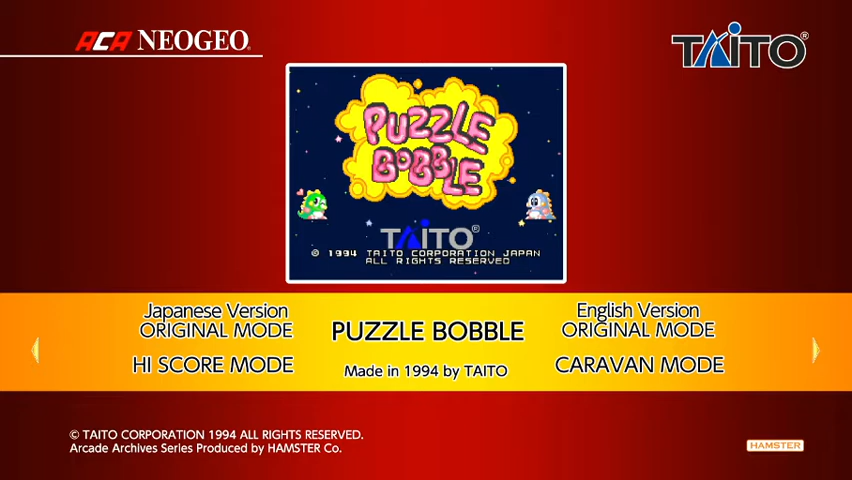 ACA NEOGEO
TAITO®
PUZZLE
BOBBLE
TAITO®
© 1994 TAITO CORPORATION JAPAN
ALL RIGHTS RESERVED
Japanese Version
ORIGINAL MODE
HI SCORE MODE
PUZZLE BOBBLE
Made in 1994 by TAITO
English Version
ORIGINAL MODE
CARAVAN MODE
© TAITO CORPORATION 1994 ALL RIGHTS RESERVED.
Arcade Archives Series Produced by HAMSTER Co.
HAMSTER